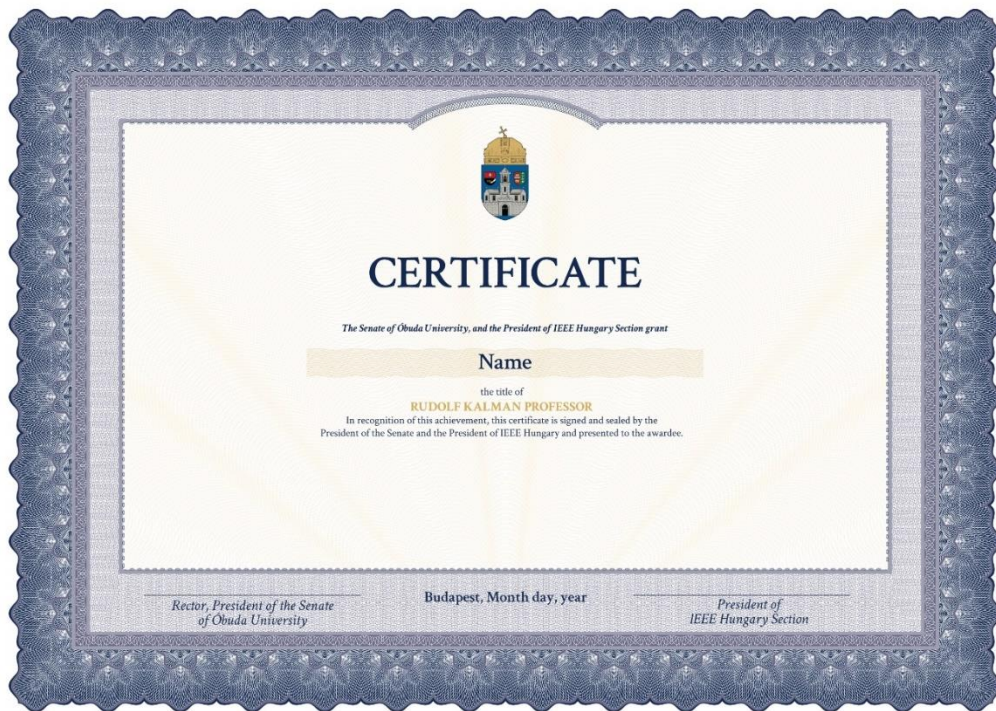 CERTIFICATE
The Senate of Óbuda University, and the President of IEEE Hungary Section grant
Name
the title of
RUDOLF KALMAN PROFESSOR
In recognition of this achievement, this certificate is signed and sealed by the
President of the Senate and the President of IEEE Hungary and presented to the awardee.
Rector, President of the Senate
of Óbuda University
Budapest, Month day, year
President of
IEEE Hungary Section